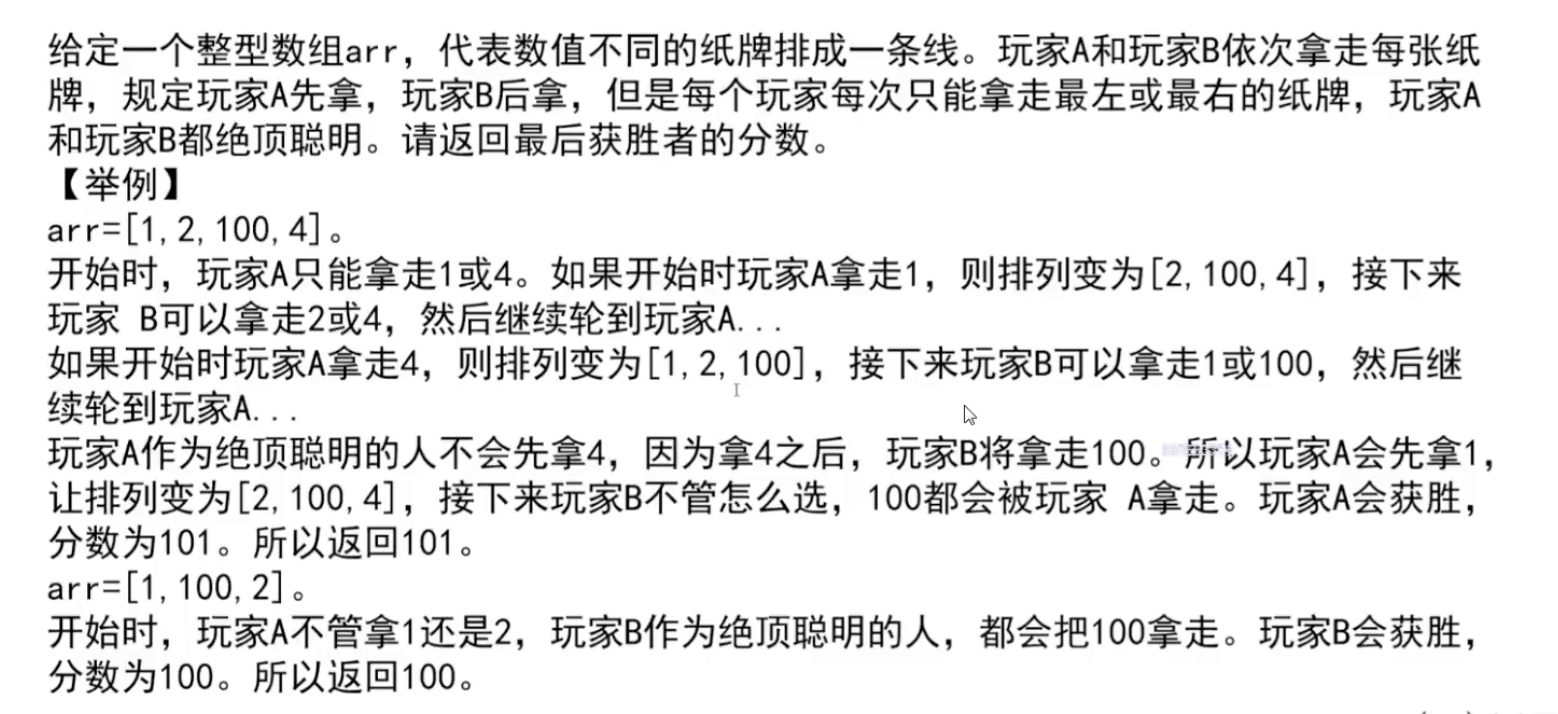 给定一个整型数组arr，代表数值不同的纸牌排成一条线。玩家A和玩家B依次拿走每张纸
牌，规定玩家A先拿，玩家B后拿，但是每个玩家每次只能拿走最左或最右的纸牌，玩家A
和玩家B都绝顶聪明。请返回最后获胜者的分数。
【举例】
arr=[1,2,100,4]。
开始时，玩家A只能拿走1或4。如果开始时玩家A拿走1，则排列变为[2,100,4]，接下来
玩家 B可以拿走2或4，然后继续轮到玩家A...
如果开始时玩家A拿走4，则排列变为[1,2,100]，接下来玩家B可以拿走1或100，然后继
续轮到玩家A...
玩家A作为绝顶聪明的人不会先拿4，因为拿4之后，玩家B将拿走100。所以玩家A会先拿1，
让排列变为[2,100,4]，接下来玩家B不管怎么选，100都会被玩家 A拿走。玩家A会获胜，
分数为101。所以返回101。
arr=[1,100,2]。
开始时，玩家A不管拿1还是2，玩家B作为绝顶聪明的人，都会把100拿走。玩家B会获胜，
分数为100。所以返回100。